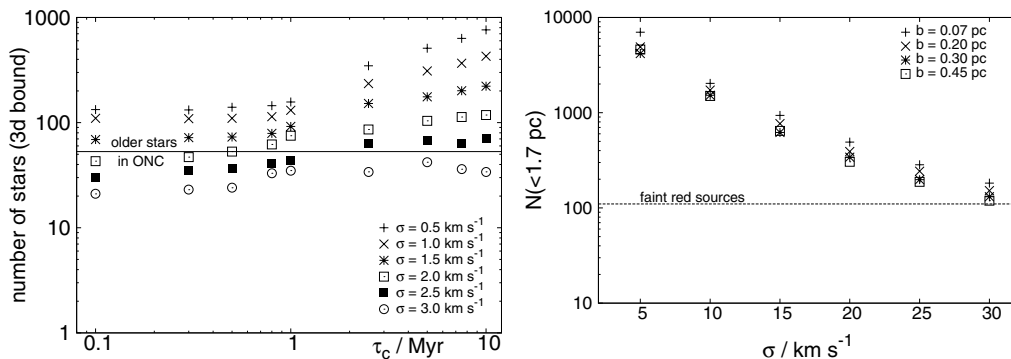 number of stars (3d bound)
1000
100
10
1
older stars
in ONC
σ = 0.5 km s⁻¹
σ = 1.0 km s⁻¹
σ = 1.5 km s⁻¹
σ = 2.0 km s⁻¹
σ = 2.5 km s⁻¹
σ = 3.0 km s⁻¹
0.1 1 10
τc / Myr
N(<1.7 pc)
10000
1000
100
10
b = 0.07 pc
b = 0.20 pc
b = 0.30 pc
b = 0.45 pc
faint red sources
5 10 15 20 25 30
σ / km s⁻¹